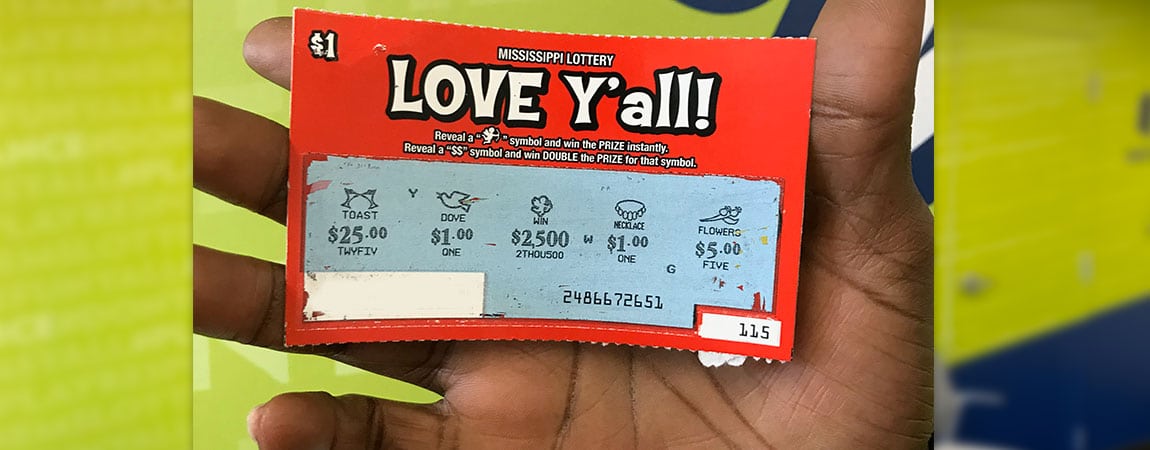 $1
MISSISSIPPI LOTTERY
LOVE Y'all!
Reveal a " " symbol and win the PRIZE instantly.
Reveal a "$$" symbol and win DOUBLE the PRIZE for that symbol.
TOAST Y DOVE WIN NECKLACE FLOWERS
$25.00 $1.00 $2,500 W $1.00 $5.00
TWYFIV ONE 2THOU500 ONE G FIVE
2486672651
115